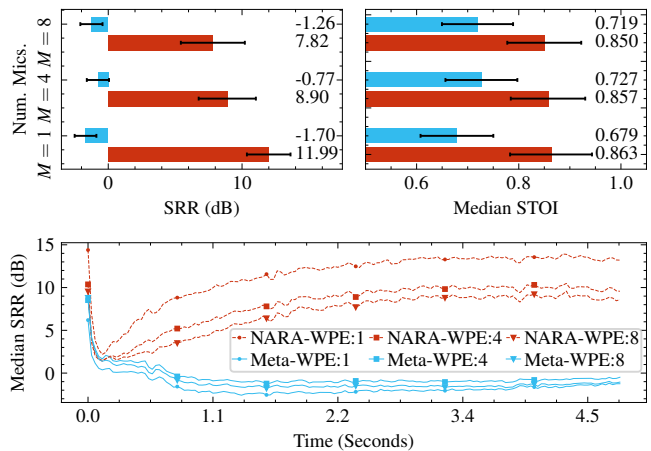 Num. Mics.
M = 1 M = 4 M = 8
-1.26
7.82
-0.77
8.90
-1.70
11.99
0 10
SRR (dB)
0.719
0.850
0.727
0.857
0.679
0.863
0.6 0.8 1.0
Median STOI
Median SRR (dB)
15
10
5
0
NARA-WPE:1 NARA-WPE:4 NARA-WPE:8
Meta-WPE:1 Meta-WPE:4 Meta-WPE:8
0.0 1.1 2.2 3.4 4.5
Time (Seconds)